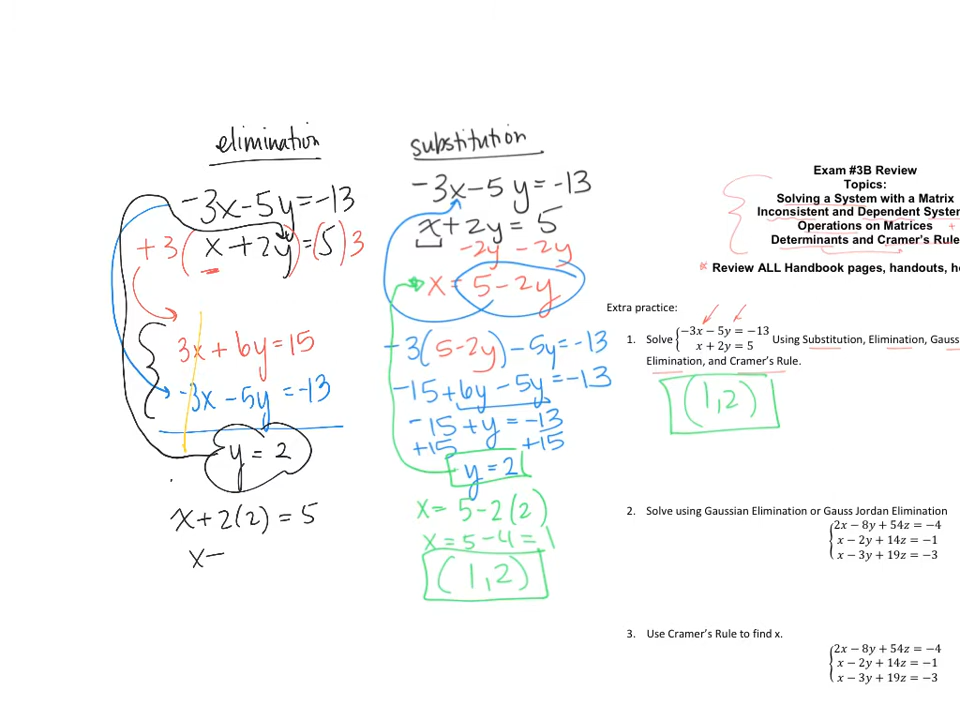 elimination
-3x-5y=-13
+3(x+2y)=(5)3
3x+6y=15
-3x-5y=-13
y=2
x+2(2)=5
x-
substitution
-3x-5y=-13
x+2y=5
-2y -2y
x=5-2y
-3(5-2y)-5y=-13
-15+6y-5y=-13
-15+y=-13
+15 +15
y=2
x=5-2(2)
x=5-4=1
(1,2)
Exam #3B Review
Topics:
Solving a System with a Matrix
Inconsistent and Dependent System
Operations on Matrices +
Determinants and Cramer's Rule
* Review ALL Handbook pages, handouts, h
Extra practice:
1. Solve {−3x − 5y = −13
x + 2y = 5 Using Substitution, Elimination, Gauss
Elimination, and Cramer's Rule.
(1,2)
2. Solve using Gaussian Elimination or Gauss Jordan Elimination
{2x − 8y + 54z = −4
x − 2y + 14z = −1
x − 3y + 19z = −3
3. Use Cramer's Rule to find x.
{2x − 8y + 54z = −4
x − 2y + 14z = −1
x − 3y + 19z = −3